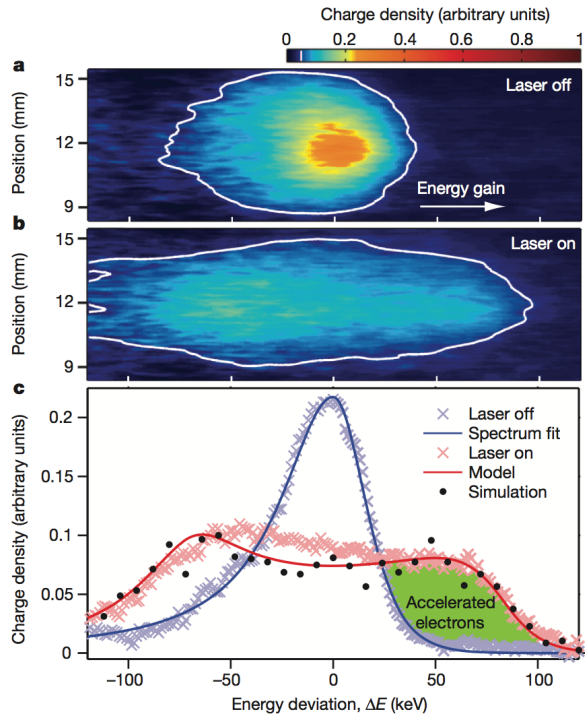 Charge density (arbitrary units)
0 0.2 0.4 0.6 0.8 1
a
Laser off
15
Position (mm)
12
9
Energy gain
b
Laser on
15
Position (mm)
12
9
c
0.2
0.15
0.1
0.05
0
Charge density (arbitrary units)
Laser off
Spectrum fit
Laser on
Model
Simulation
Accelerated
electrons
−100 −50 0 50 100
Energy deviation, ΔE (keV)